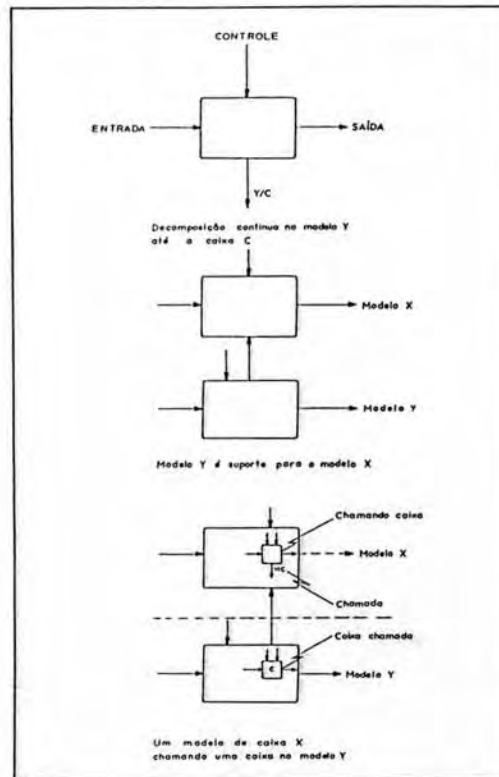 CONTROLE
ENTRADA
SAÍDA
Y/C
Decomposição continua no modelo Y
até a caixa C
Modelo X
Modelo Y
Modelo Y é suporte para o modelo X
Chamando caixa
Modelo X
Chamada
Caixa chamada
C
Modelo Y
Um modelo de caixa X
chamando uma caixa no modelo Y